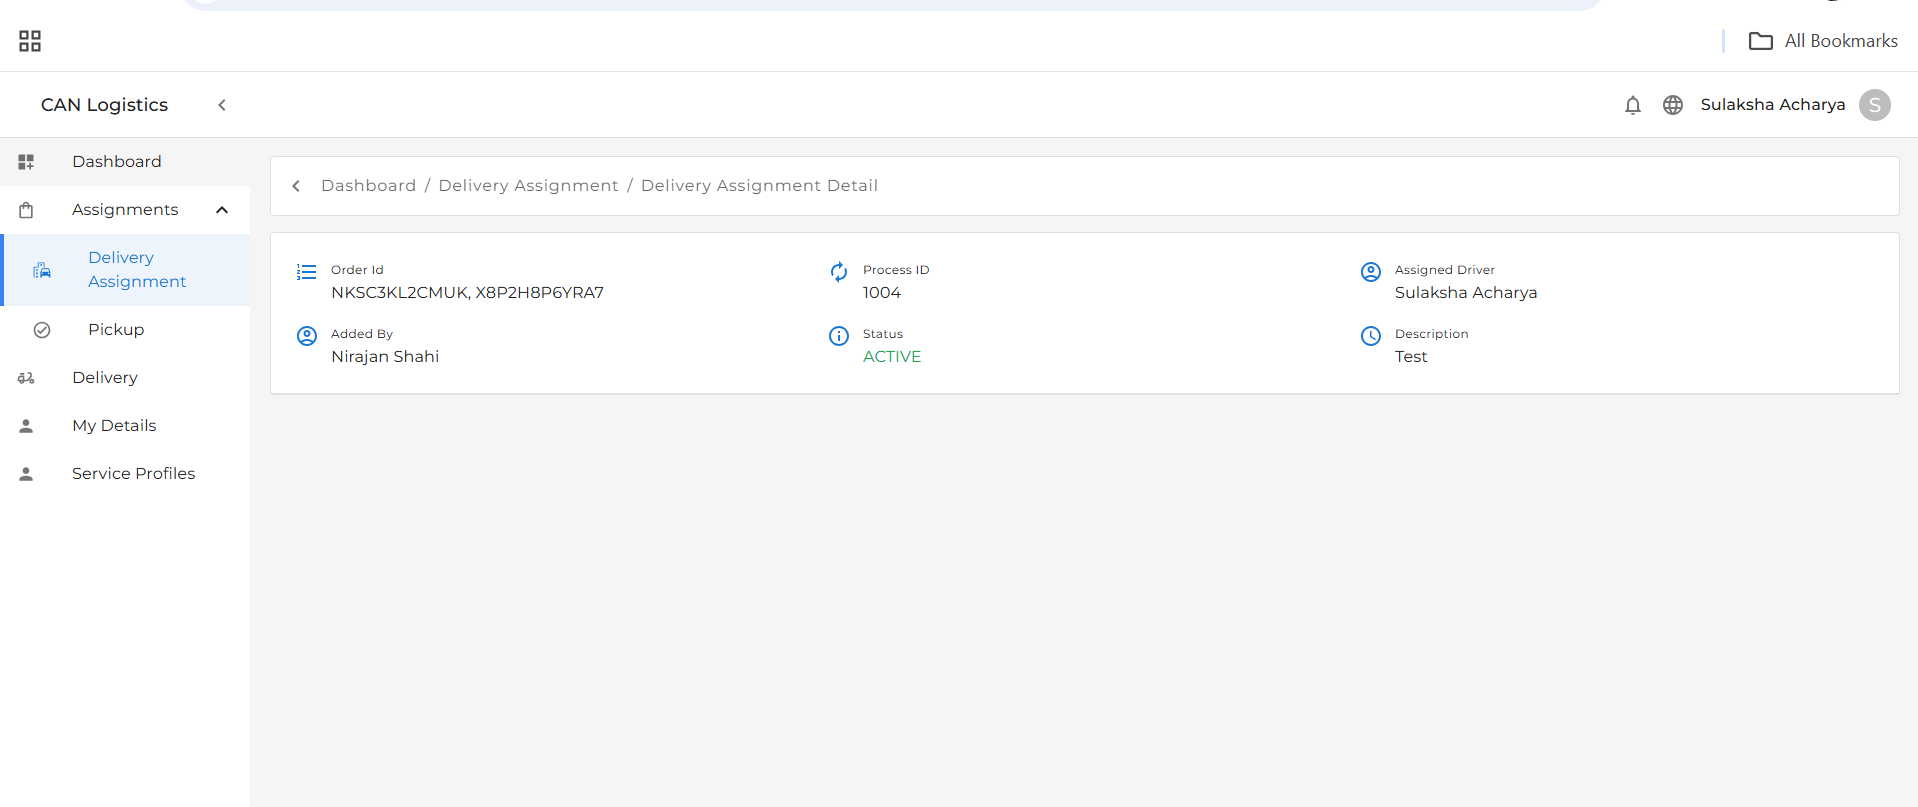 All Bookmarks
CAN Logistics
Sulaksha Acharya S
Dashboard
Assignments
Delivery
Assignment
Pickup
Delivery
My Details
Service Profiles
Dashboard / Delivery Assignment / Delivery Assignment Detail
Order Id
NKSC3KL2CMUK, X8P2H8P6YRA7
Process ID
1004
Assigned Driver
Sulaksha Acharya
Added By
Nirajan Shahi
Status
ACTIVE
Description
Test